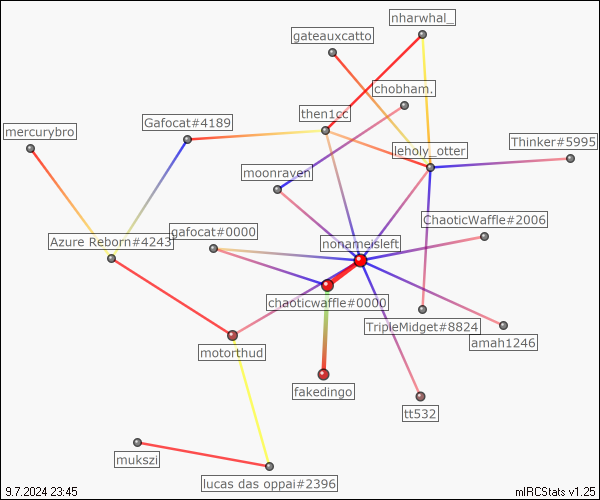 nharwhal_
gateauxcatto
chobham.
then1cc
Gafocat#4189
mercurybro
Thinker#5995
leholy_otter
moonraven
ChaoticWaffle#2006
gafocat#0000
Azure Reborn#4243
nonameisleft
chaoticwaffle#0000
TripleMidget#8824
amah1246
motorthud
fakedingo
tt532
mukszi
lucas das oppai#2396
9.7.2024 23:45
mIRCStats v1.25